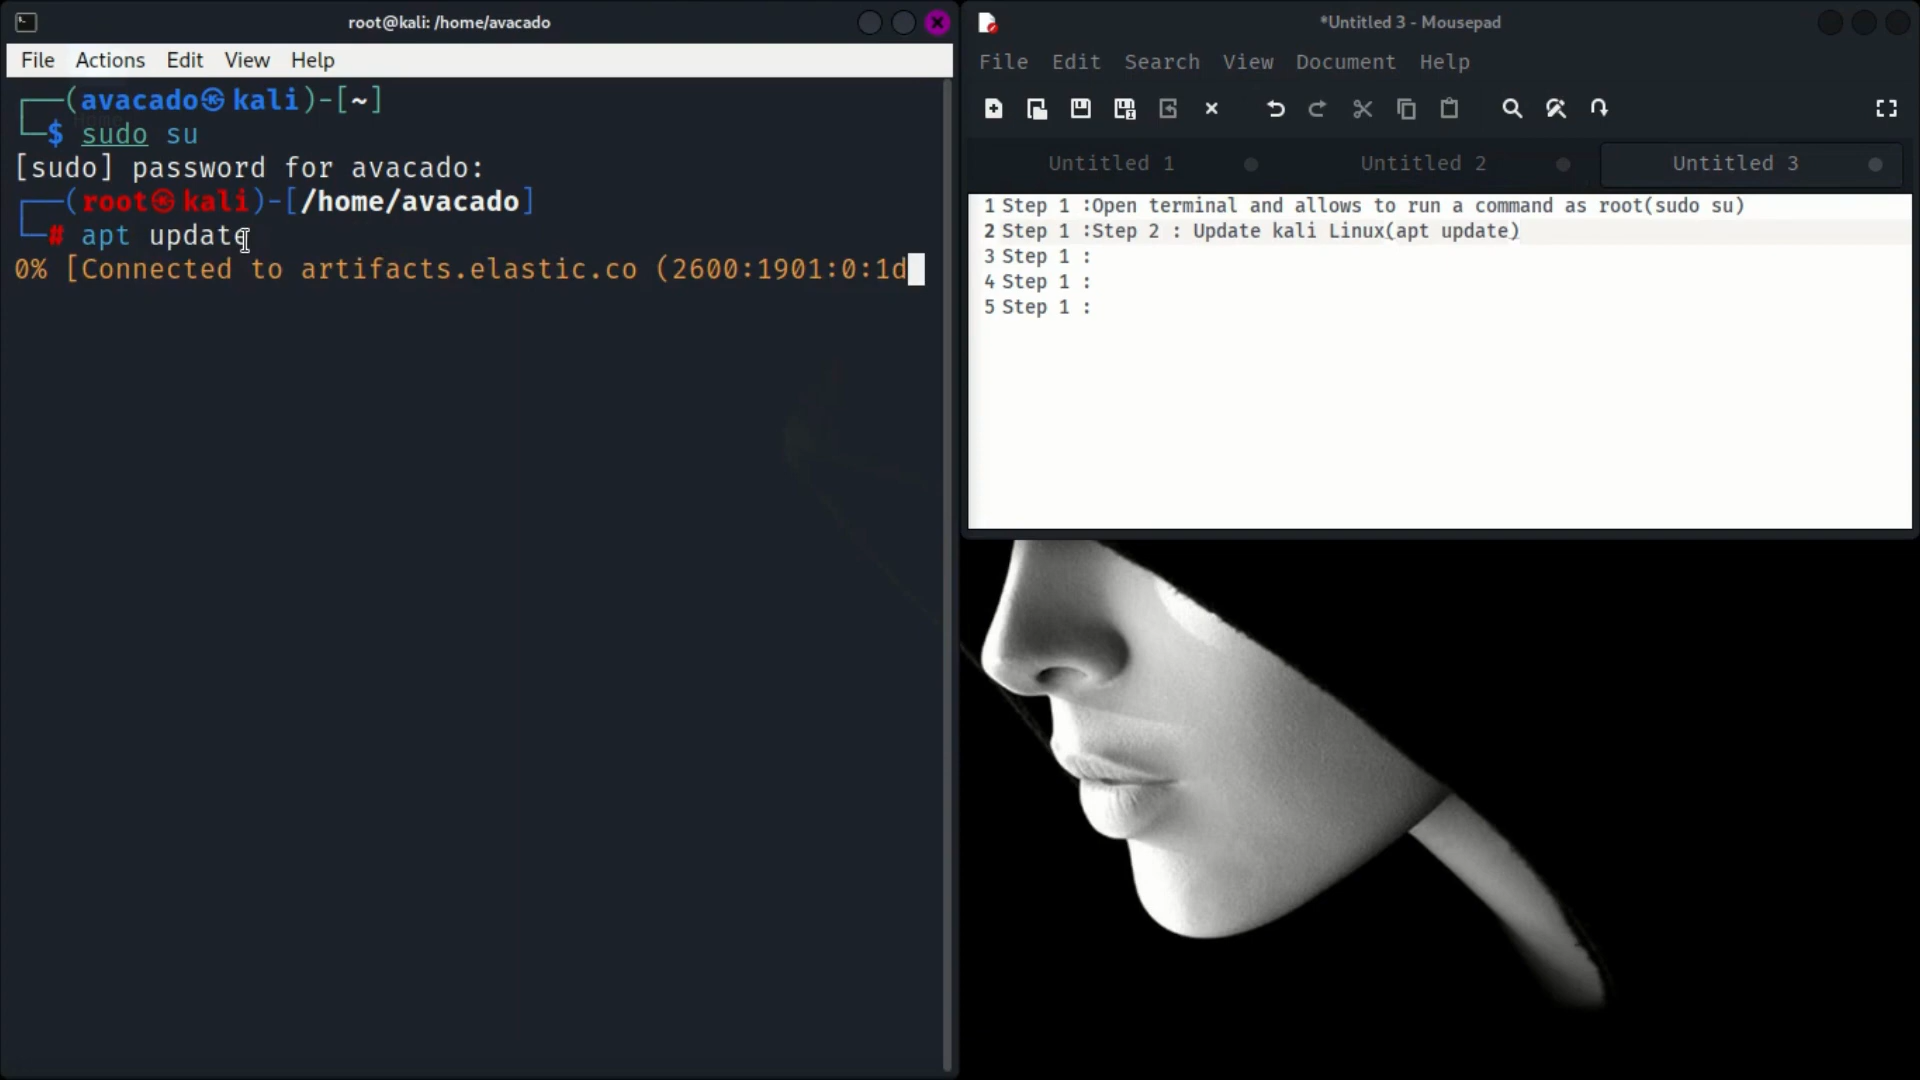 root@kali: /home/avacado
File Actions Edit View Help
(avacado㉿kali)-[~]
$ sudo su
[sudo] password for avacado:
(root㉿kali)-[/home/avacado]
# apt update
0% [Connected to artifacts.elastic.co (2600:1901:0:1d
*Untitled 3 - Mousepad
File Edit Search View Document Help
Untitled 1 Untitled 2 Untitled 3
1 Step 1 :Open terminal and allows to run a command as root(sudo su)
2 Step 1 :Step 2 : Update kali Linux(apt update)
3 Step 1 :
4 Step 1 :
5 Step 1 :